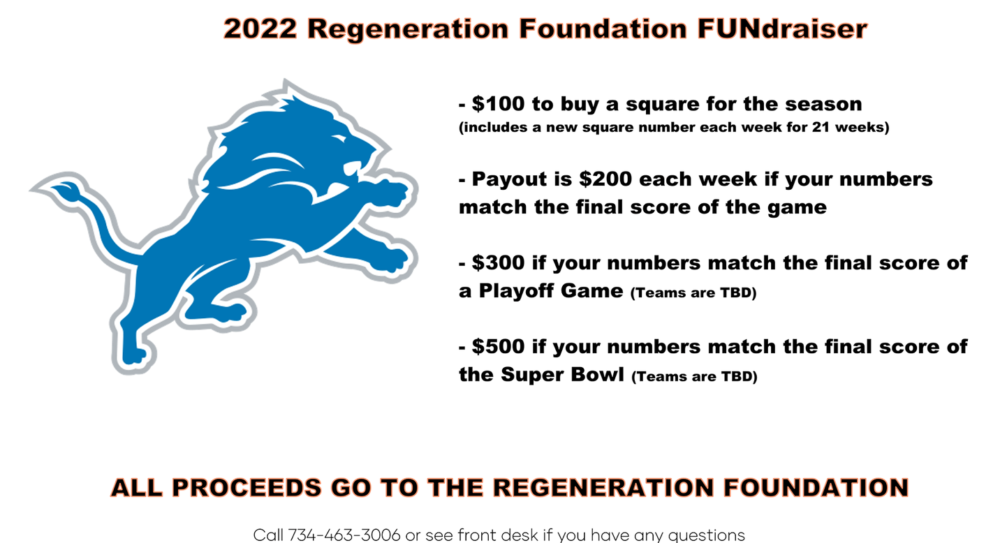 2022 Regeneration Foundation FUNdraiser
- $100 to buy a square for the season
(includes a new square number each week for 21 weeks)
- Payout is $200 each week if your numbers
match the final score of the game
- $300 if your numbers match the final score of
a Playoff Game (Teams are TBD)
- $500 if your numbers match the final score of
the Super Bowl (Teams are TBD)
ALL PROCEEDS GO TO THE REGENERATION FOUNDATION
Call 734-463-3006 or see front desk if you have any questions